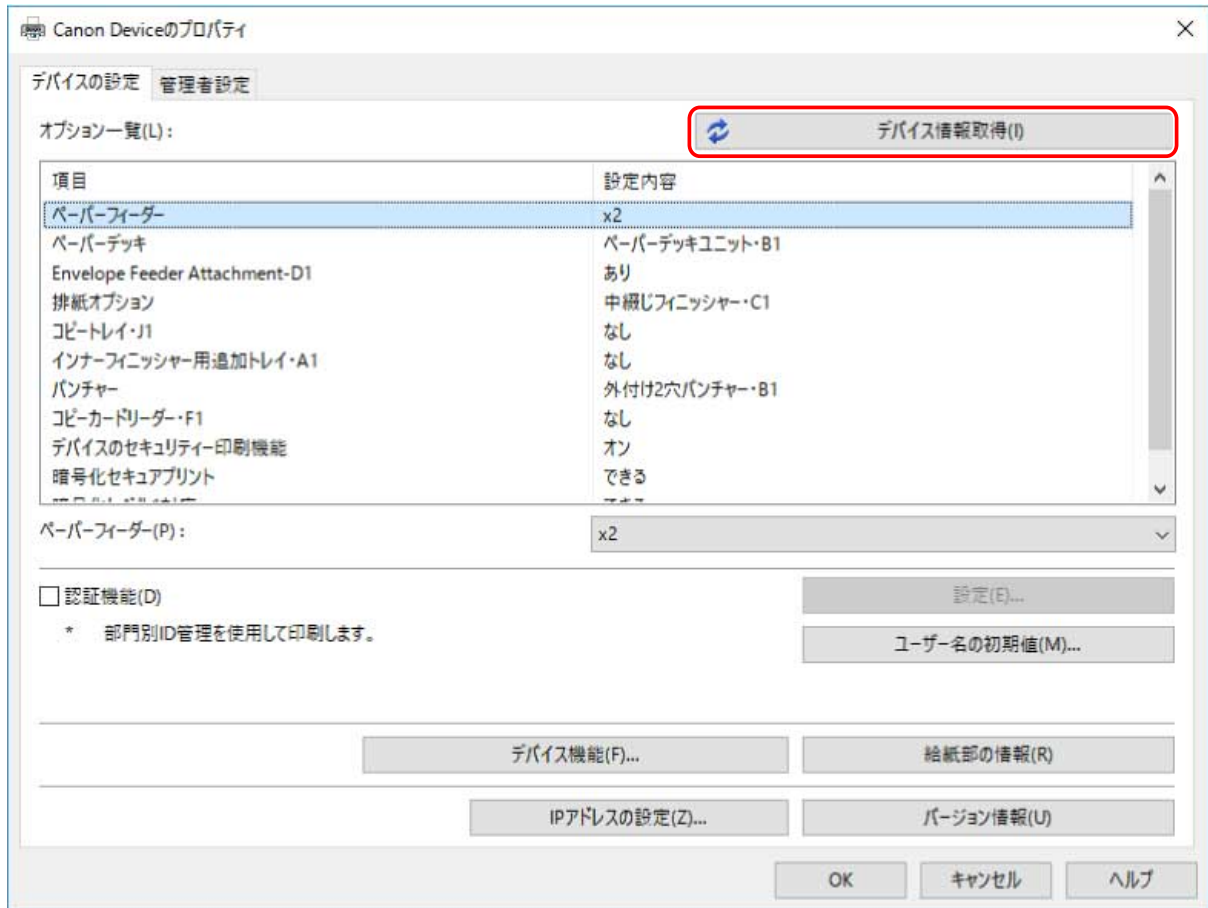 Canon Deviceのプロパティ
デバイスの設定 管理者設定
オプション一覧(L): デバイス情報取得(I)
項目 設定内容
ペーパーフィーダー x2
ペーパーデッキ ペーパーデッキユニット・B1
Envelope Feeder Attachment-D1 あり
排紙オプション 中綴じフィニッシャー・C1
コピートレイ・J1 なし
インナーフィニッシャー用追加トレイ・A1 なし
パンチャー 外付け2穴パンチャー・B1
コピーカードリーダー・F1 なし
デバイスのセキュリティー印刷機能 オン
暗号化セキュアプリント できる
ペーパーフィーダー(P): x2
認証機能(D) 設定(E)...
* 部門別ID管理を使用して印刷します。
ユーザー名の初期値(M)...
デバイス機能(F)... 給紙部の情報(R)
IPアドレスの設定(Z)... バージョン情報(U)
OK キャンセル ヘルプ